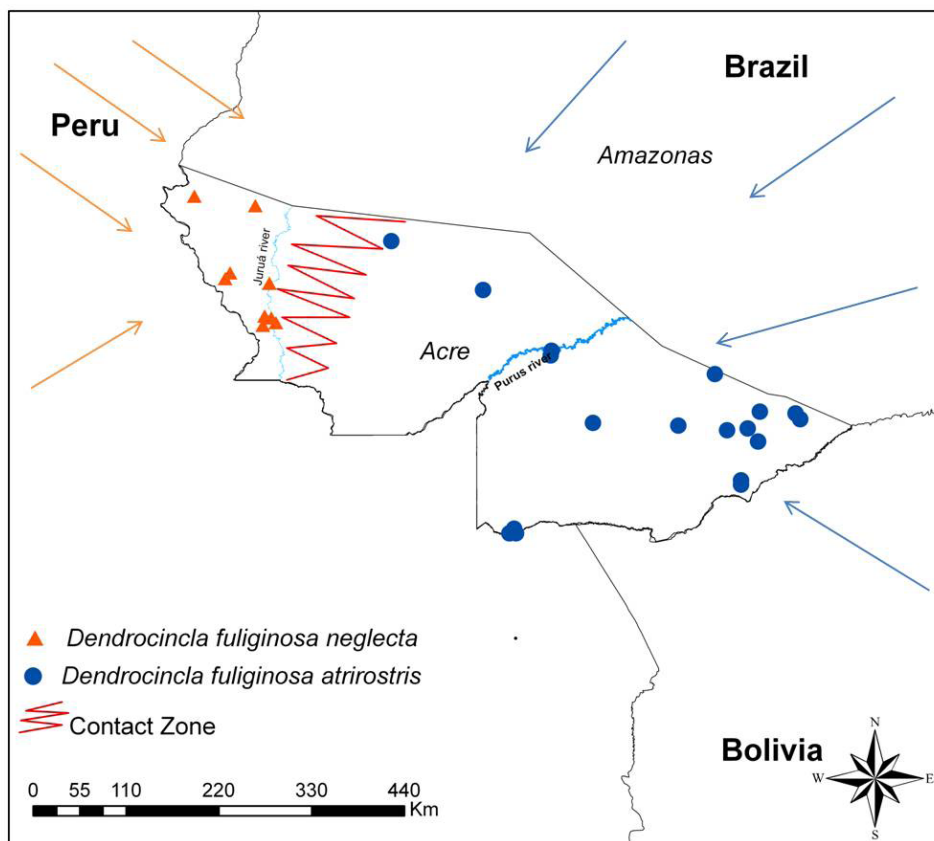 Brazil
Peru
Amazonas
Juruá river
Acre
Purus river
Dendrocincla fuliginosa neglecta
Dendrocincla fuliginosa atrirostris
Contact Zone
Bolivia
N
W
E
S
0 55 110 220 330 440
Km